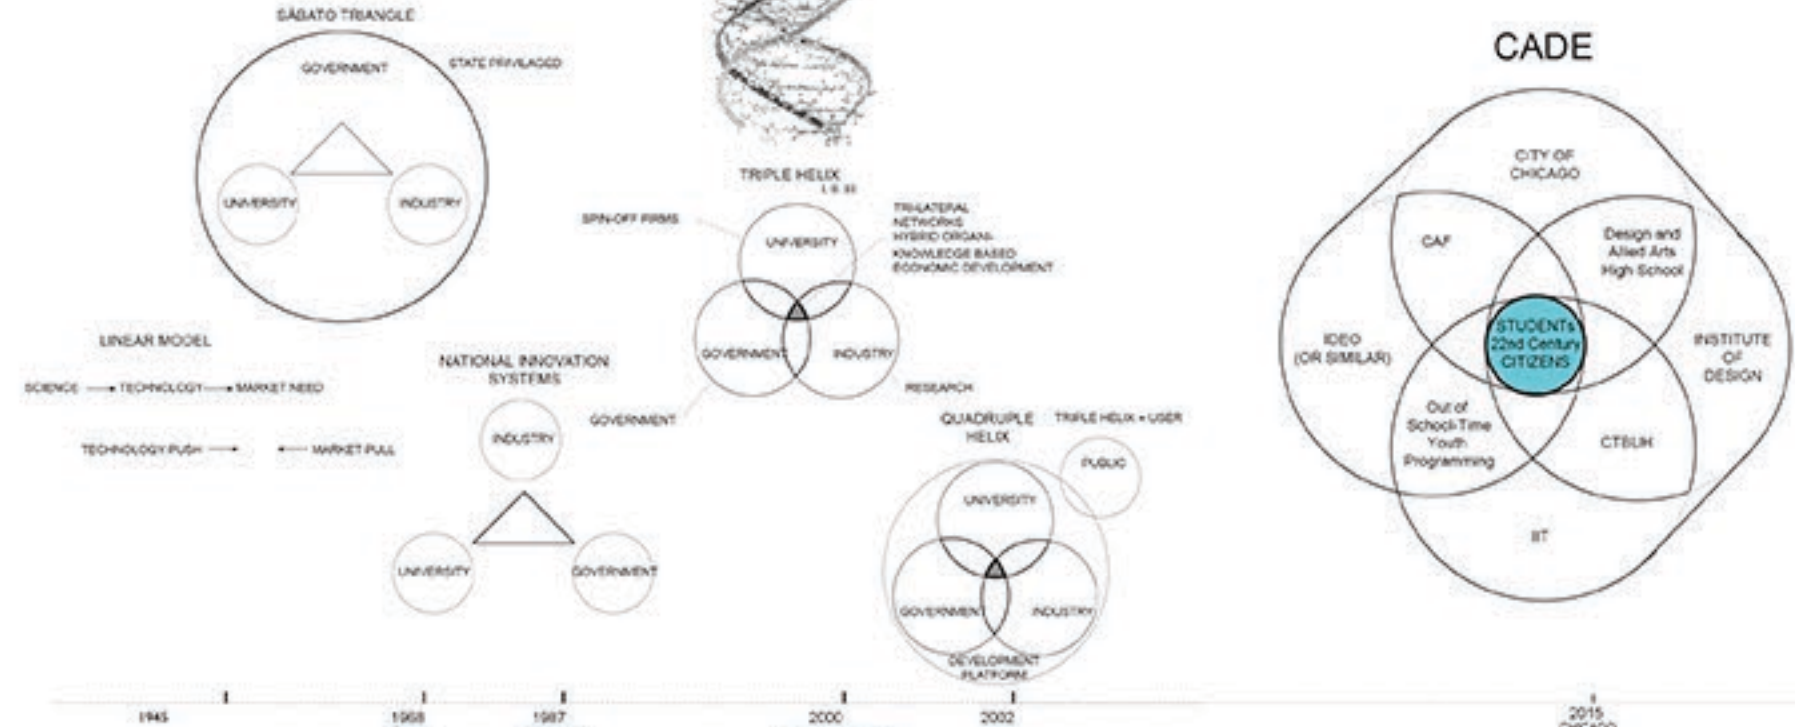 SÁBATO TRIANGLE
GOVERNMENT
STATE PRIVILAGED
UNIVERSITY
INDUSTRY
LINEAR MODEL
SCIENCE
TECHNOLOGY
MARKET NEED
TECHNOLOGY PUSH
MARKET PULL
NATIONAL INNOVATION
SYSTEMS
INDUSTRY
UNIVERSITY
GOVERNMENT
TRIPLE HELIX
SPIN-OFF FIRMS
UNIVERSITY
TRI-LATERAL
NETWORKS
HYBRID ORGANI-
KNOWLEDGE BASED
ECONOMIC DEVELOPMENT
GOVERNMENT
INDUSTRY
RESEARCH
GOVERNMENT
QUADRUPLE
HELIX
TRIPLE HELIX + USER
PUBLIC
UNIVERSITY
GOVERNMENT
INDUSTRY
DEVELOPMENT
PLATFORM
CADE
CITY OF
CHICAGO
CAF
Design and
Allied Arts
High School
IDEO
(OR SIMILAR)
STUDENTs
22nd Century
CITIZENS
INSTITUTE
OF
DESIGN
Out of
School-Time
Youth
Programming
CTBUH
IIT
1945
1968
1987
2000
2002
2015
CHICAGO